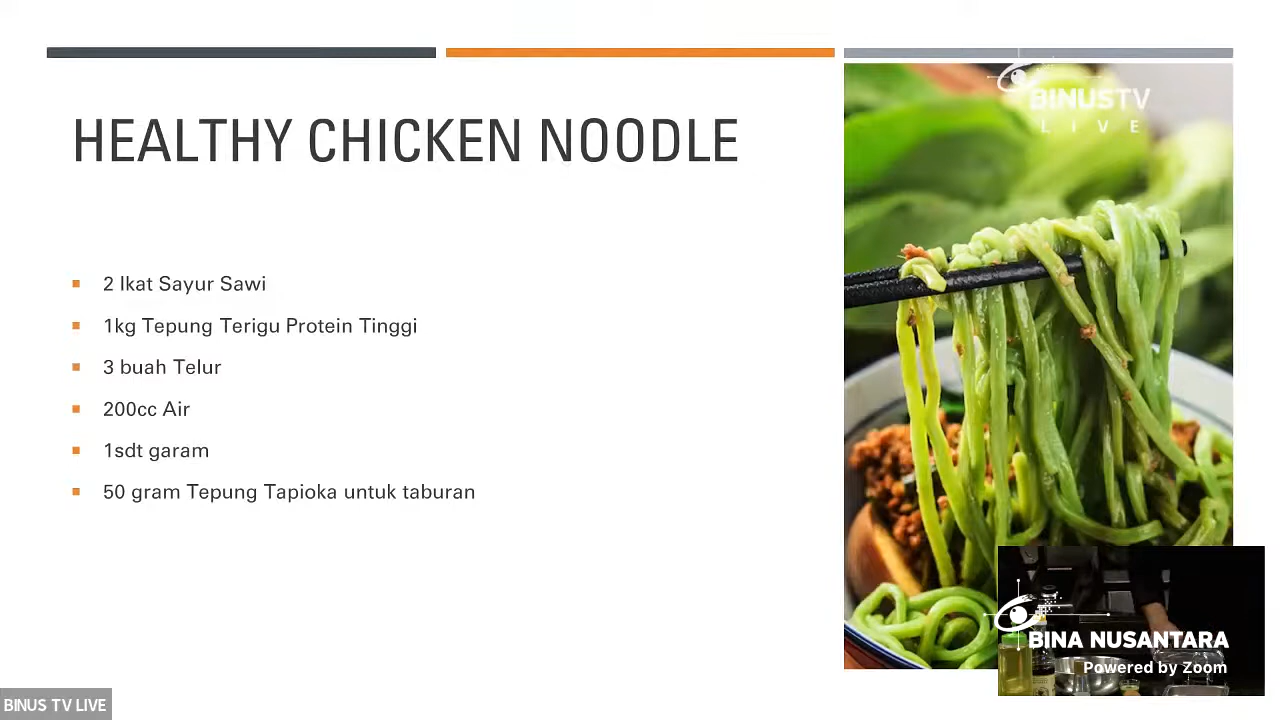 BINUSTV
LIVE
HEALTHY CHICKEN NOODLE
2 Ikat Sayur Sawi
1kg Tepung Terigu Protein Tinggi
3 buah Telur
200cc Air
1sdt garam
50 gram Tepung Tapioka untuk taburan
BINA NUSANTARA
Powered by Zoom
BINUS TV LIVE